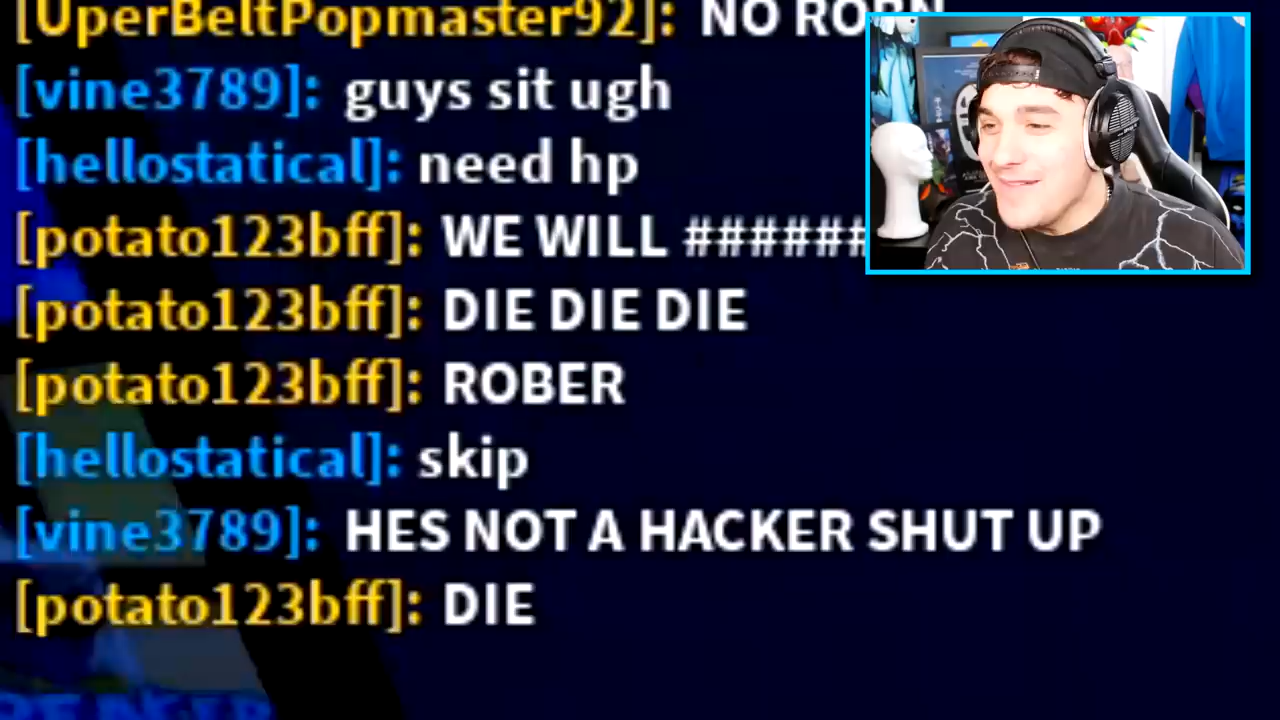 [UperBeltPopmaster92]: NO ROBN
[vine3789]: guys sit ugh
[hellostatical]: need hp
[potato123bff]: WE WILL ######
[potato123bff]: DIE DIE DIE
[potato123bff]: ROBER
[hellostatical]: skip
[vine3789]: HES NOT A HACKER SHUT UP
[potato123bff]: DIE